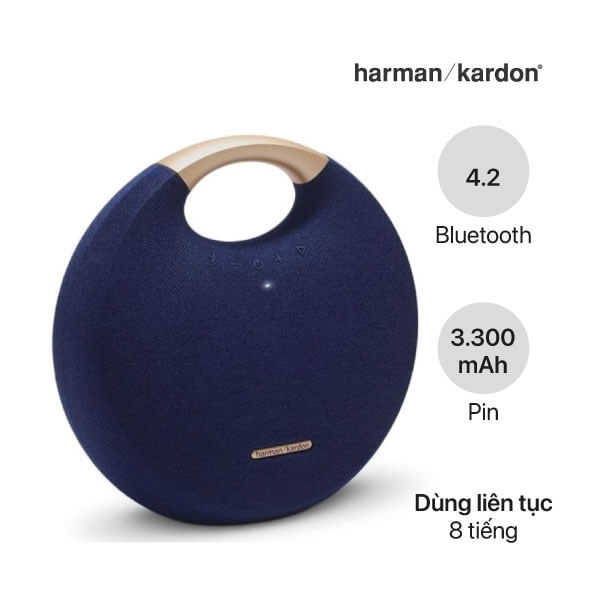 harman/kardon®
4.2
Bluetooth
3.300
mAh
Pin
harman/kardon
Dùng liên tục
8 tiếng